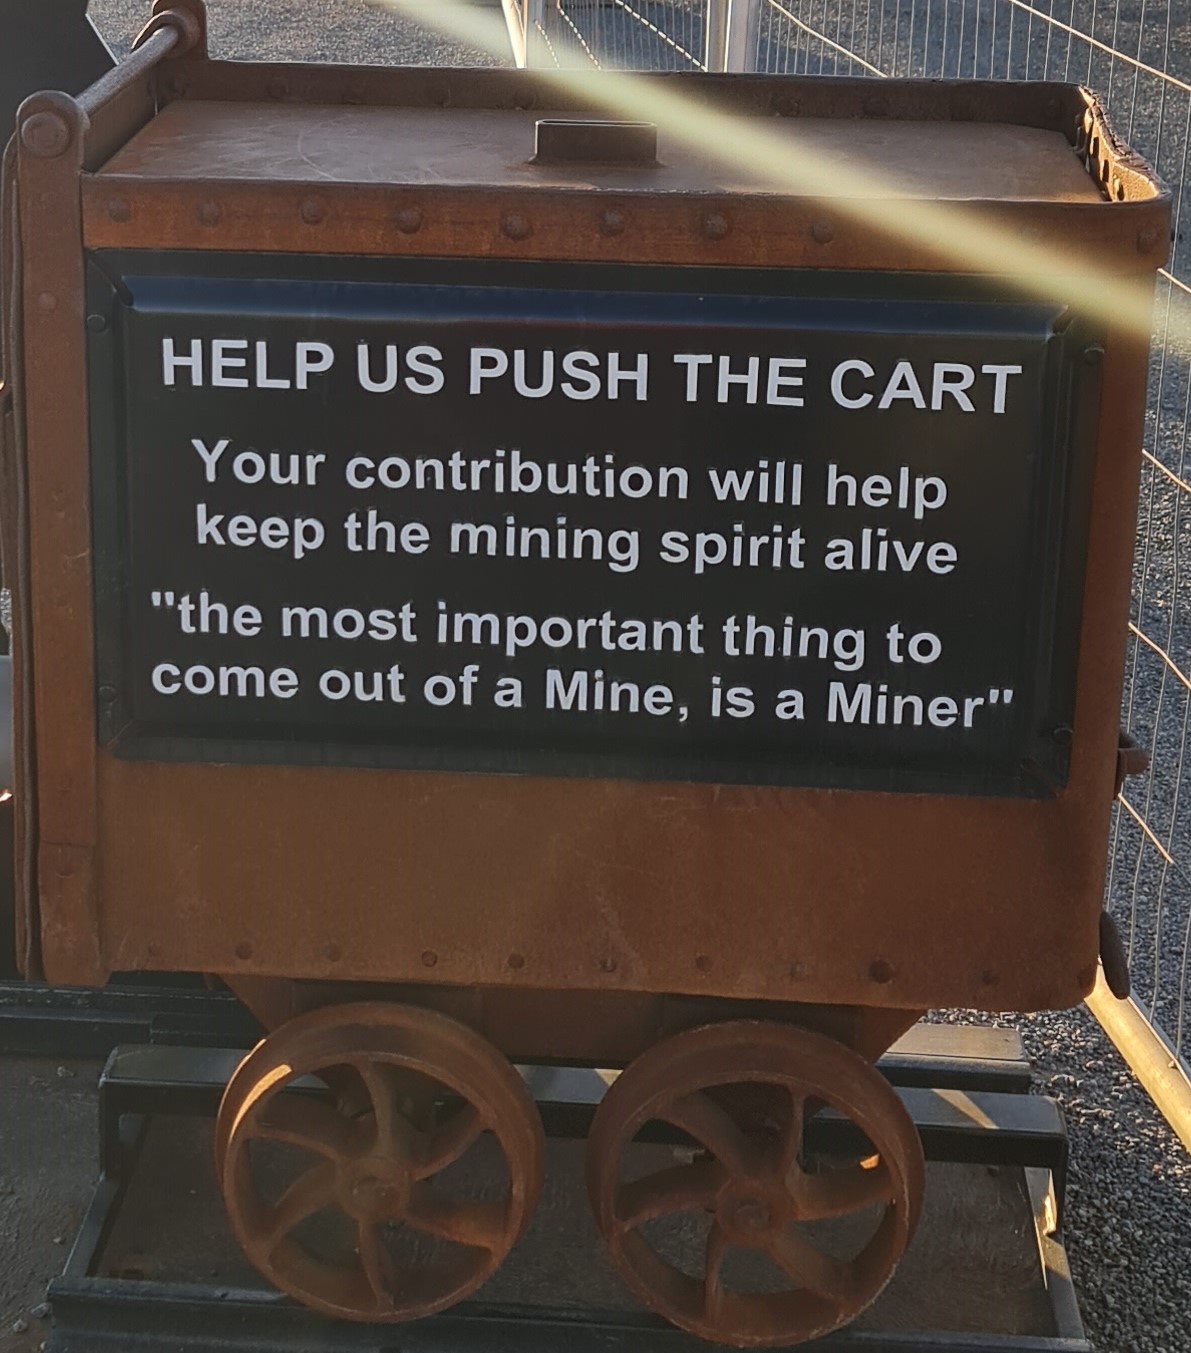 HELP US PUSH THE CART
Your contribution will help
keep the mining spirit alive
"the most important thing to
come out of a Mine, is a Miner"